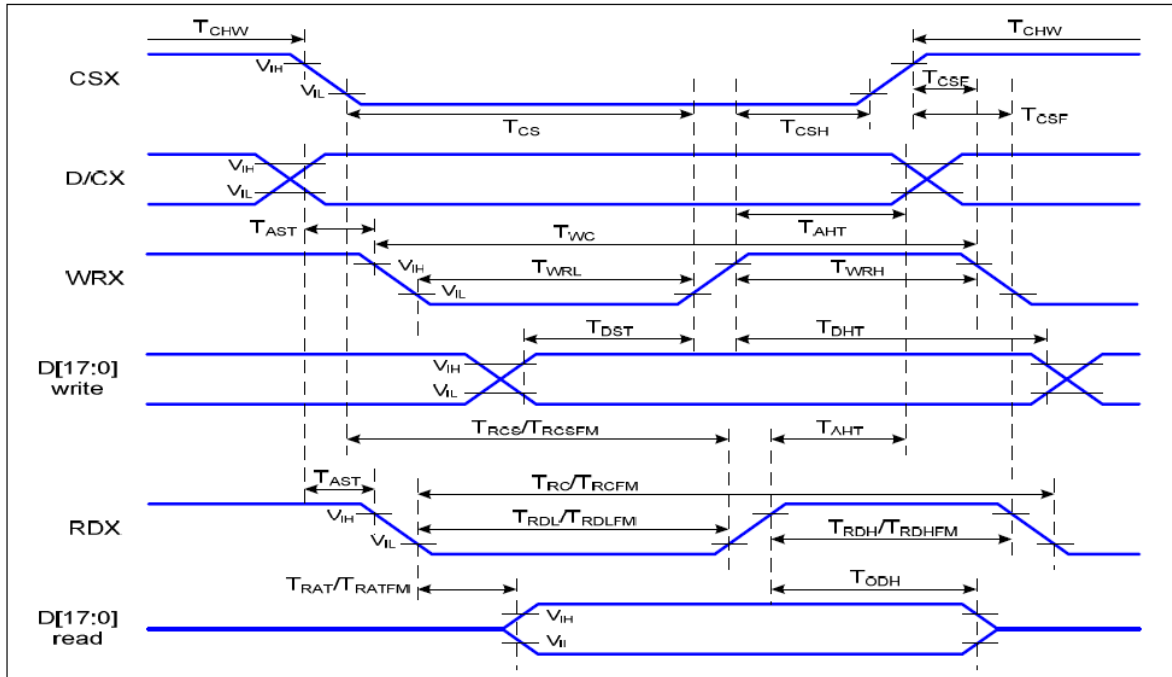 TCHW TCHW
CSX VIH
VIL
TCSF
TCS TCSH TCSF
D/CX VIH
VIL
TAST TWC TAHT
WRX VIH TWRL TWRH
VIL
TDST TDHT
D[17:0] VIH
write VIL
TRCS/TRCSFM TAHT
TAST TRC/TRCFM
RDX VIH TRDL/TRDLFM TRDH/TRDHFM
VIL
TRAT/TRATFM TODH
D[17:0] VIH
read VIL